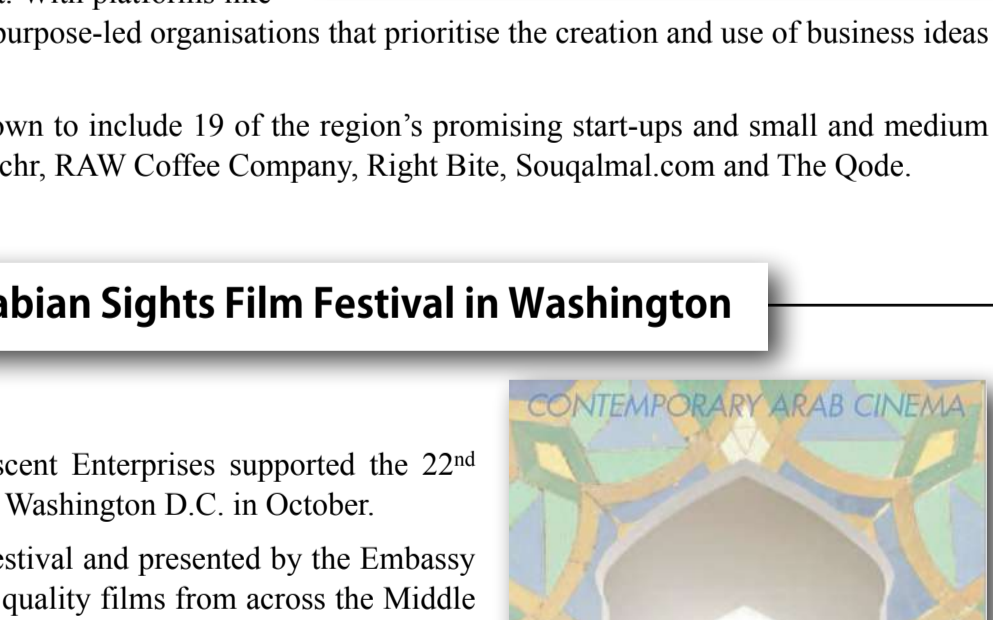 With platforms like
purpose-led organisations that prioritise the creation and use of business ideas
own to include 19 of the region's promising start-ups and small and medium
chr, RAW Coffee Company, Right Bite, Souqalmal.com and The Qode.
abian Sights Film Festival in Washington
CONTEMPORARY ARAB CINEMA
scent Enterprises supported the 22nd
Washington D.C. in October.
estival and presented by the Embassy
quality films from across the Middle